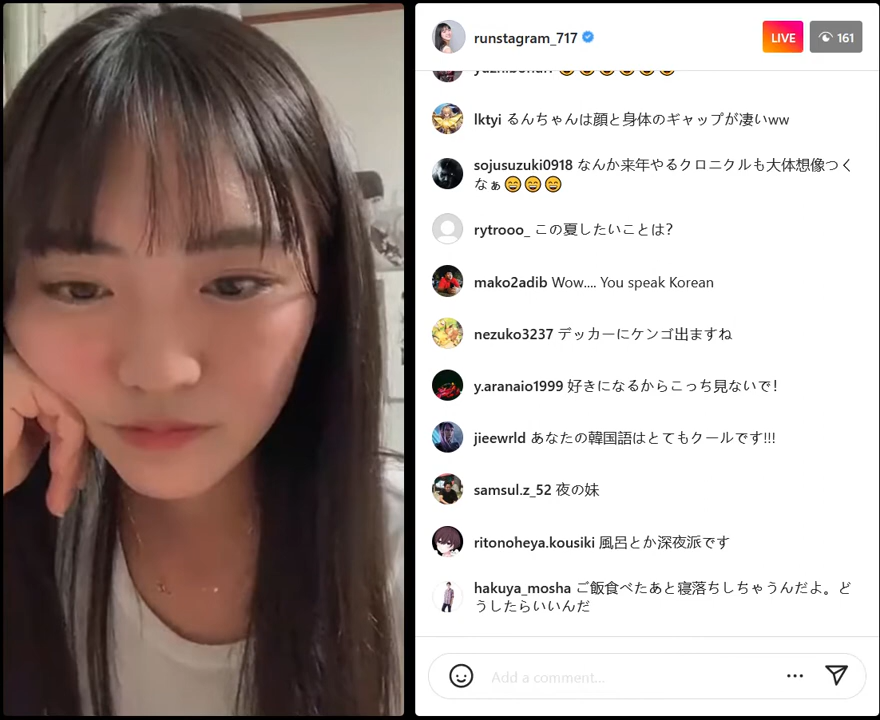 runstagram_717
LIVE
161
yuzhibondi1
lktyi るんちゃんは顔と身体のギャップが凄いww
sojusuzuki0918 なんか来年やるクロニクルも大体想像つく
なぁ😄😄😄
rytrooo_ この夏したいことは?
mako2adib Wow.... You speak Korean
nezuko3237 デッカーにケンゴ出ますね
y.aranaio1999 好きになるからこっち見ないで!
jieewrld あなたの韓国語はとてもクールです!!!
samsul.z_52 夜の妹
ritonoheya.kousiki 風呂とか深夜派です
hakuya_mosha ご飯食べたあと寝落ちしちゃうんだよ。ど
うしたらいいんだ
Add a comment...